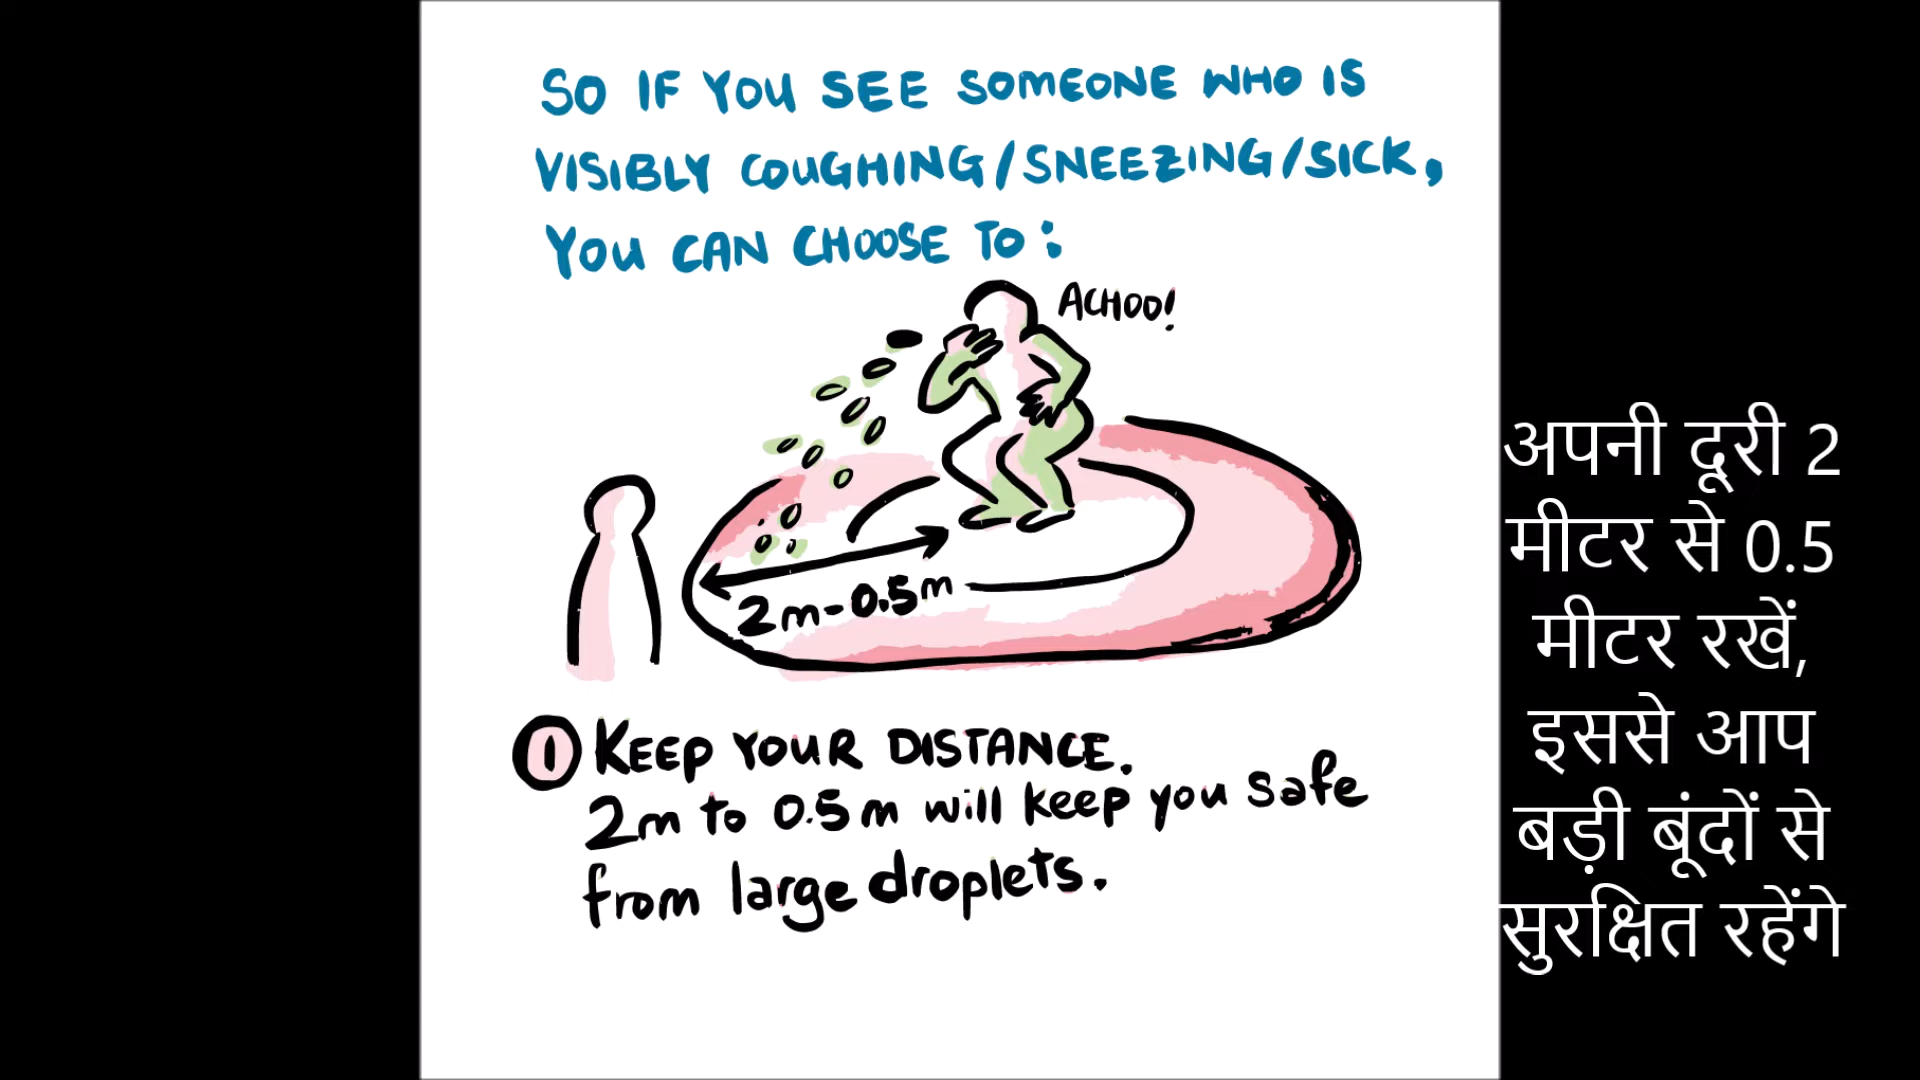 SO IF YOU SEE SOMEONE WHO IS
VISIBLY COUGHING/SNEEZING/SICK,
YOU CAN CHOOSE TO:
ACHOO!
2m-0.5m
1 KEEP YOUR DISTANCE.
2m to 0.5m will keep you safe
from large droplets.
अपनी दूरी 2
मीटर से 0.5
मीटर रखें,
इससे आप
बड़ी बूंदों से
सुरक्षित रहेंगे